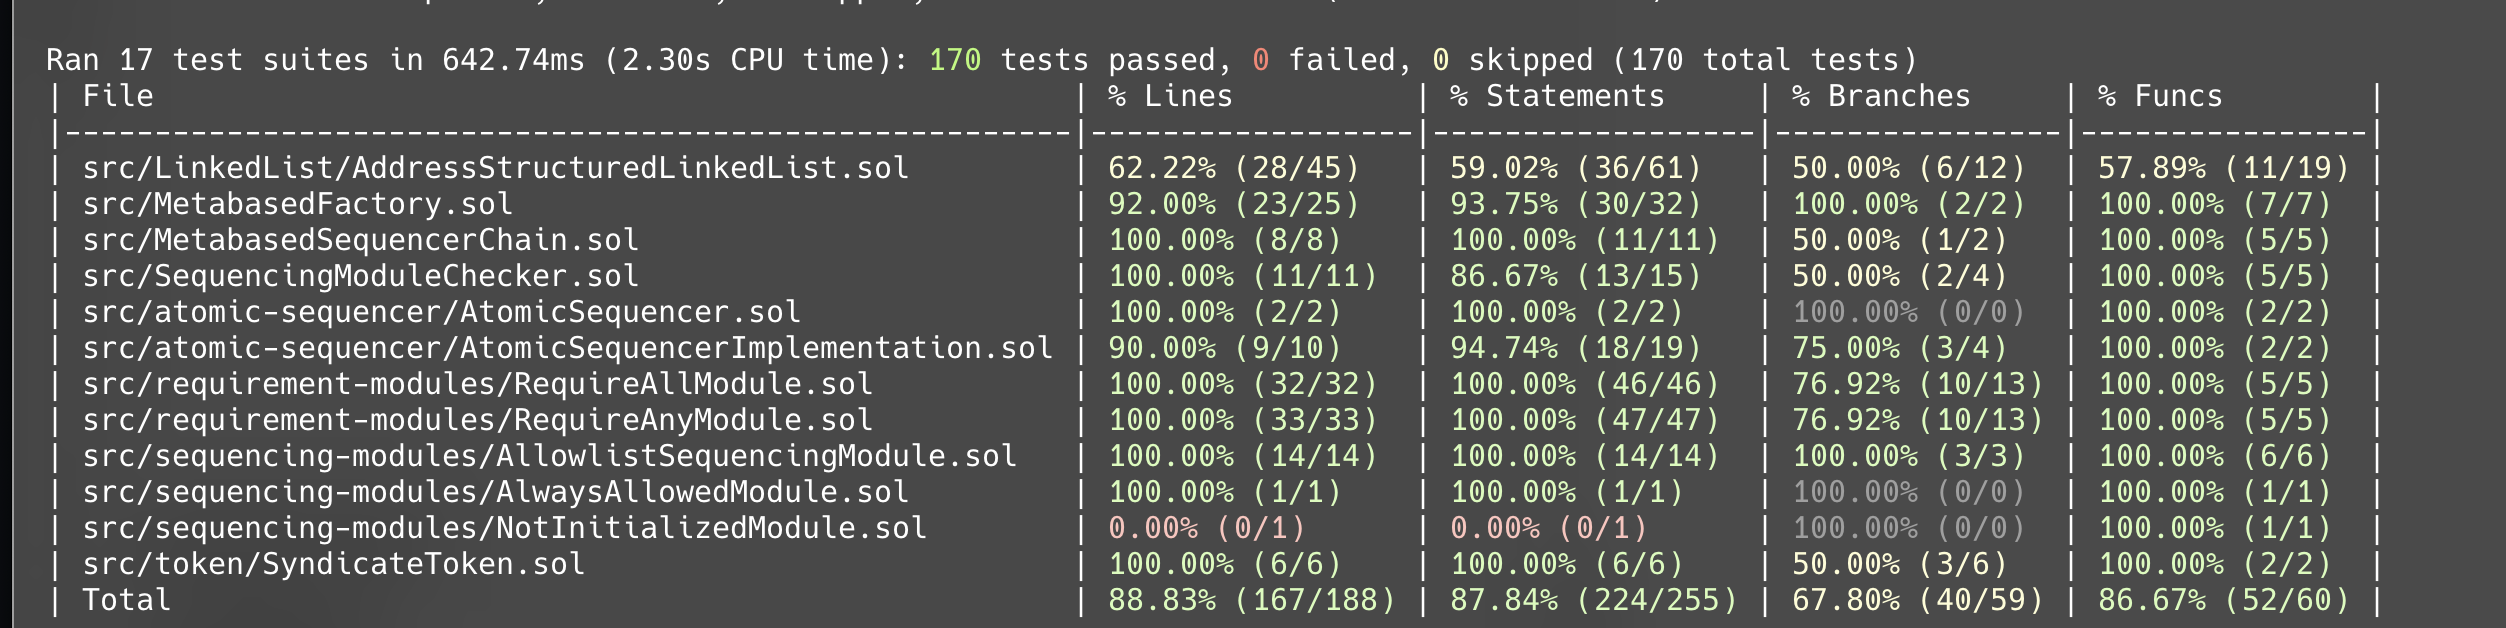 Ran 17 test suites in 642.74ms (2.30s CPU time): 170 tests passed, 0 failed, 0 skipped (170 total tests)
| File | % Lines | % Statements | % Branches | % Funcs |
|--------------------------------------------------------|------------------|------------------|----------------|----------------|
| src/LinkedList/AddressStructuredLinkedList.sol | 62.22% (28/45) | 59.02% (36/61) | 50.00% (6/12) | 57.89% (11/19) |
| src/MetabasedFactory.sol | 92.00% (23/25) | 93.75% (30/32) | 100.00% (2/2) | 100.00% (7/7) |
| src/MetabasedSequencerChain.sol | 100.00% (8/8) | 100.00% (11/11) | 50.00% (1/2) | 100.00% (5/5) |
| src/SequencingModuleChecker.sol | 100.00% (11/11) | 86.67% (13/15) | 50.00% (2/4) | 100.00% (5/5) |
| src/atomic-sequencer/AtomicSequencer.sol | 100.00% (2/2) | 100.00% (2/2) | 100.00% (0/0) | 100.00% (2/2) |
| src/atomic-sequencer/AtomicSequencerImplementation.sol | 90.00% (9/10) | 94.74% (18/19) | 75.00% (3/4) | 100.00% (2/2) |
| src/requirement-modules/RequireAllModule.sol | 100.00% (32/32) | 100.00% (46/46) | 76.92% (10/13) | 100.00% (5/5) |
| src/requirement-modules/RequireAnyModule.sol | 100.00% (33/33) | 100.00% (47/47) | 76.92% (10/13) | 100.00% (5/5) |
| src/sequencing-modules/AllowlistSequencingModule.sol | 100.00% (14/14) | 100.00% (14/14) | 100.00% (3/3) | 100.00% (6/6) |
| src/sequencing-modules/AlwaysAllowedModule.sol | 100.00% (1/1) | 100.00% (1/1) | 100.00% (0/0) | 100.00% (1/1) |
| src/sequencing-modules/NotInitializedModule.sol | 0.00% (0/1) | 0.00% (0/1) | 100.00% (0/0) | 100.00% (1/1) |
| src/token/SyndicateToken.sol | 100.00% (6/6) | 100.00% (6/6) | 50.00% (3/6) | 100.00% (2/2) |
| Total | 88.83% (167/188) | 87.84% (224/255) | 67.80% (40/59) | 86.67% (52/60) |